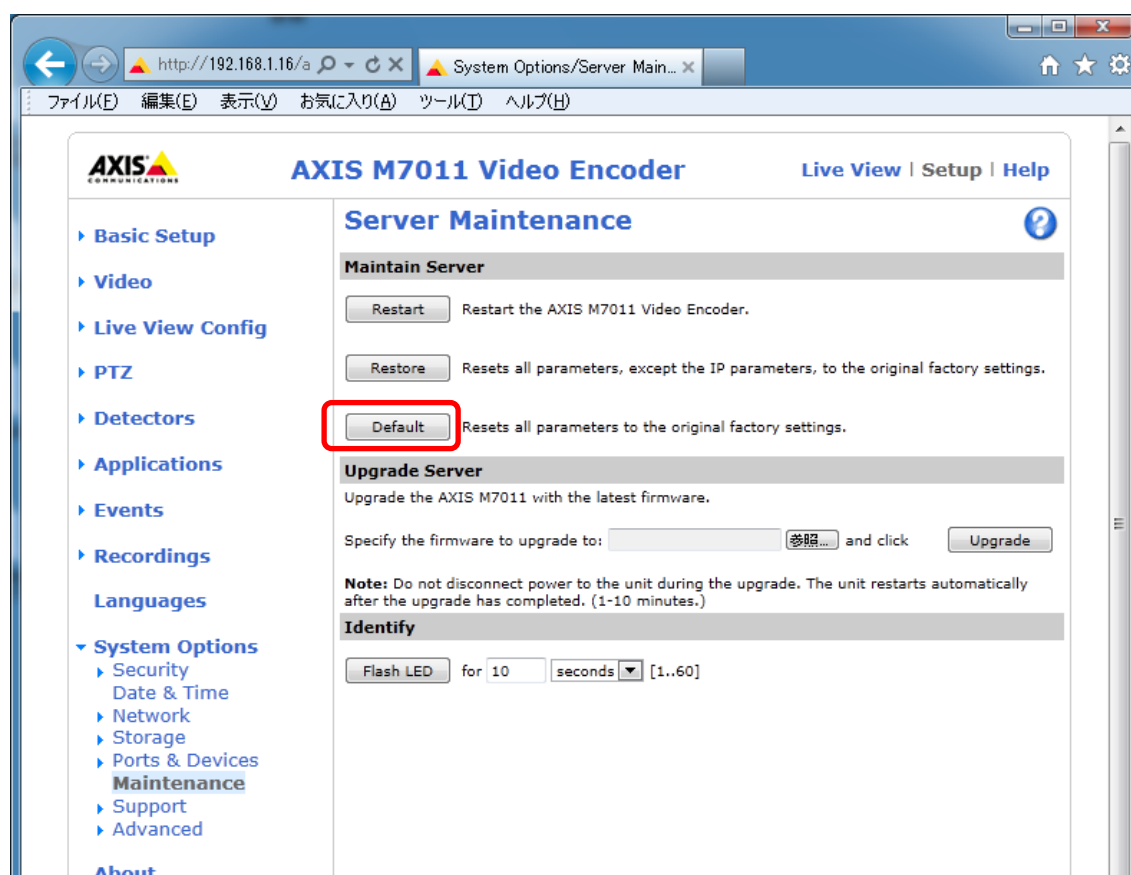 http://192.168.1.16/a
System Options/Server Main...
ファイル(F) 編集(E) 表示(V) お気に入り(A) ツール(T) ヘルプ(H)
AXIS
COMMUNICATIONS
AXIS M7011 Video Encoder
Live View | Setup | Help
Basic Setup
Video
Live View Config
PTZ
Detectors
Applications
Events
Recordings
Languages
System Options
Security
Date & Time
Network
Storage
Ports & Devices
Maintenance
Support
Advanced
About
Server Maintenance
Maintain Server
Restart Restart the AXIS M7011 Video Encoder.
Restore Resets all parameters, except the IP parameters, to the original factory settings.
Default Resets all parameters to the original factory settings.
Upgrade Server
Upgrade the AXIS M7011 with the latest firmware.
Specify the firmware to upgrade to: 参照... and click Upgrade
Note: Do not disconnect power to the unit during the upgrade. The unit restarts automatically
after the upgrade has completed. (1-10 minutes.)
Identify
Flash LED for 10 seconds [1..60]